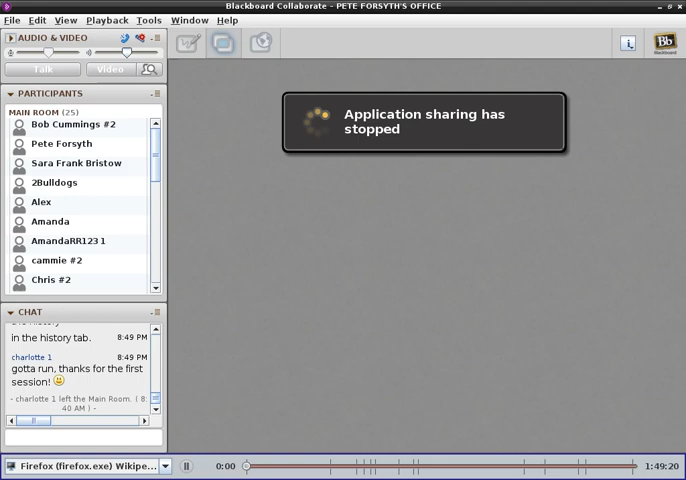 Blackboard Collaborate - PETE FORSYTH'S OFFICE
File Edit View Playback Tools Window Help
AUDIO & VIDEO
Talk Video
PARTICIPANTS
MAIN ROOM (25)
Bob Cummings #2
Pete Forsyth
Sara Frank Bristow
2Bulldogs
Alex
Amanda
AmandaRR123 1
cammie #2
Chris #2
CHAT
in the history tab. 8:49 PM
charlotte 1 8:49 PM
gotta run, thanks for the first
session!
- charlotte 1 left the Main Room. ( 8:
40 AM ) -
Application sharing has
stopped
Bb
Blackboard
Firefox (firefox.exe) Wikipe... 0:00 1:49:20